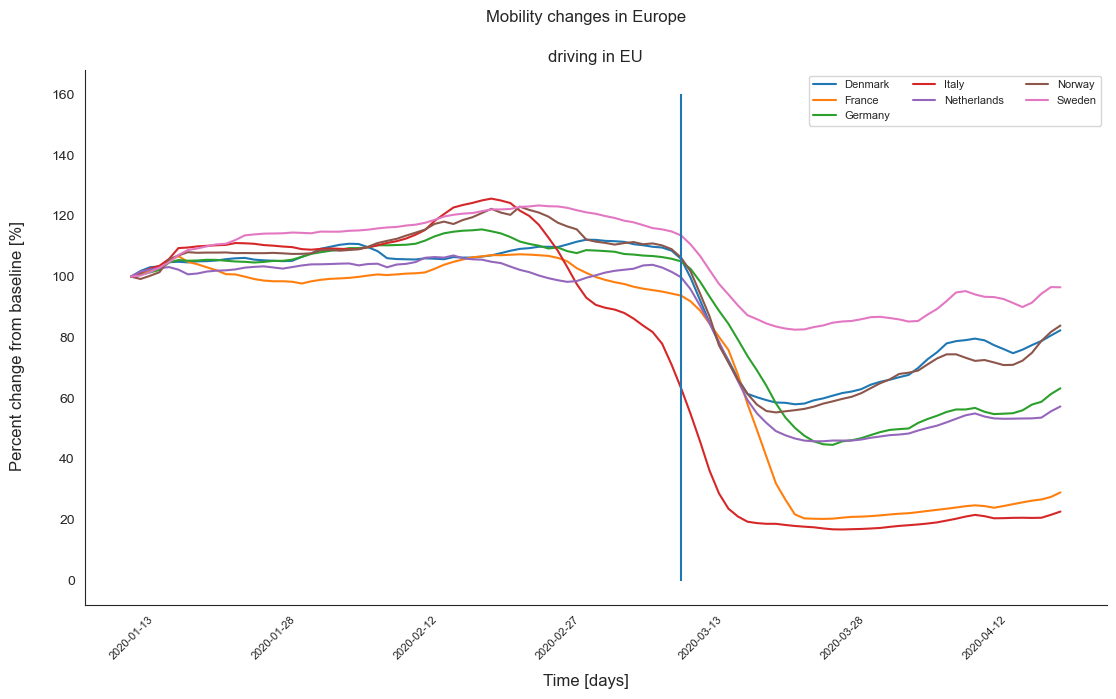 Mobility changes in Europe
driving in EU
Denmark
France
Germany
Italy
Netherlands
Norway
Sweden
Percent change from baseline [%]
160
140
120
100
80
60
40
20
0
2020-01-13
2020-01-28
2020-02-12
2020-02-27
2020-03-13
2020-03-28
2020-04-12
Time [days]